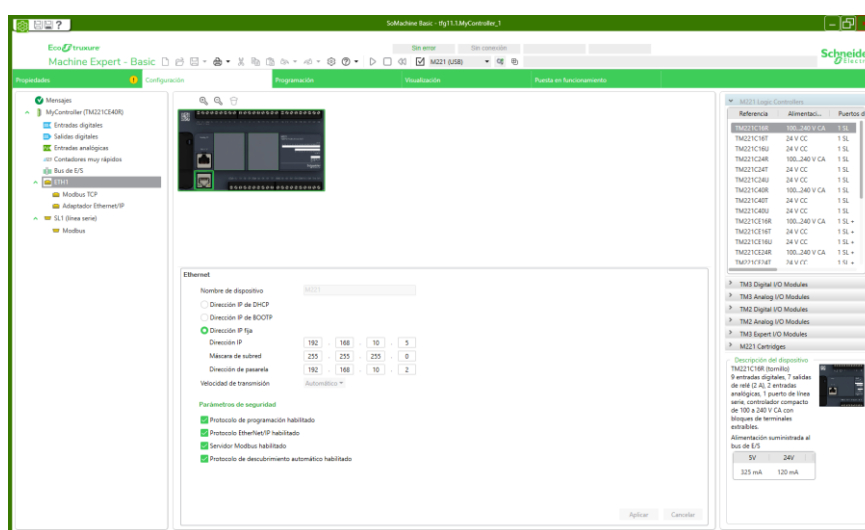 SoMachine Basic - tfg11.1.MyController_1
EcoStruxure
Machine Expert - Basic
Sin error
Sin conexión
M221 (USB)
Schneide
Electr
Propiedades
Configuración
Programación
Visualización
Puesta en funcionamiento
Mensajes
MyController (TM221CE40R)
Entradas digitales
Salidas digitales
Entradas analógicas
Contadores muy rápidos
Bus de E/S
ETH1
Modbus TCP
Adaptador Ethernet/IP
SL1 (línea serie)
Modbus
Ethernet
Nombre de dispositivo M221
Dirección IP de DHCP
Dirección IP de BOOTP
Dirección IP fija
Dirección IP 192 . 168 . 10 . 5
Máscara de subred 255 . 255 . 255 . 0
Dirección de pasarela 192 . 168 . 10 . 2
Velocidad de transmisión Automático
Parámetros de seguridad
Protocolo de programación habilitado
Protocolo EtherNet/IP habilitado
Servidor Modbus habilitado
Protocolo de descubrimiento automático habilitado
Aplicar Cancelar
M221 Logic Controllers
Referencia Alimentaci... Puertos d
TM221C16R 100...240 V CA 1 SL
TM221C16T 24 V CC 1 SL
TM221C16U 24 V CC 1 SL
TM221C24R 100...240 V CA 1 SL
TM221C24T 24 V CC 1 SL
TM221C24U 24 V CC 1 SL
TM221C40R 100...240 V CA 1 SL
TM221C40T 24 V CC 1 SL
TM221C40U 24 V CC 1 SL
TM221CE16R 100...240 V CA 1 SL +
TM221CE16T 24 V CC 1 SL +
TM221CE16U 24 V CC 1 SL +
TM221CE24R 100...240 V CA 1 SL +
TM221CE24T 24 V CC 1 SL +
TM3 Digital I/O Modules
TM3 Analog I/O Modules
TM2 Digital I/O Modules
TM2 Analog I/O Modules
TM3 Expert I/O Modules
M221 Cartridges
Descripción del dispositivo
TM221C16R (tornillo)
9 entradas digitales, 7 salidas
de relé (2 A), 2 entradas
analógicas, 1 puerto de línea
serie, controlador compacto
de 100 a 240 V CA con
bloques de terminales
extraíbles.
Alimentación suministrada al
bus de E/S
5V 24V
325 mA 120 mA